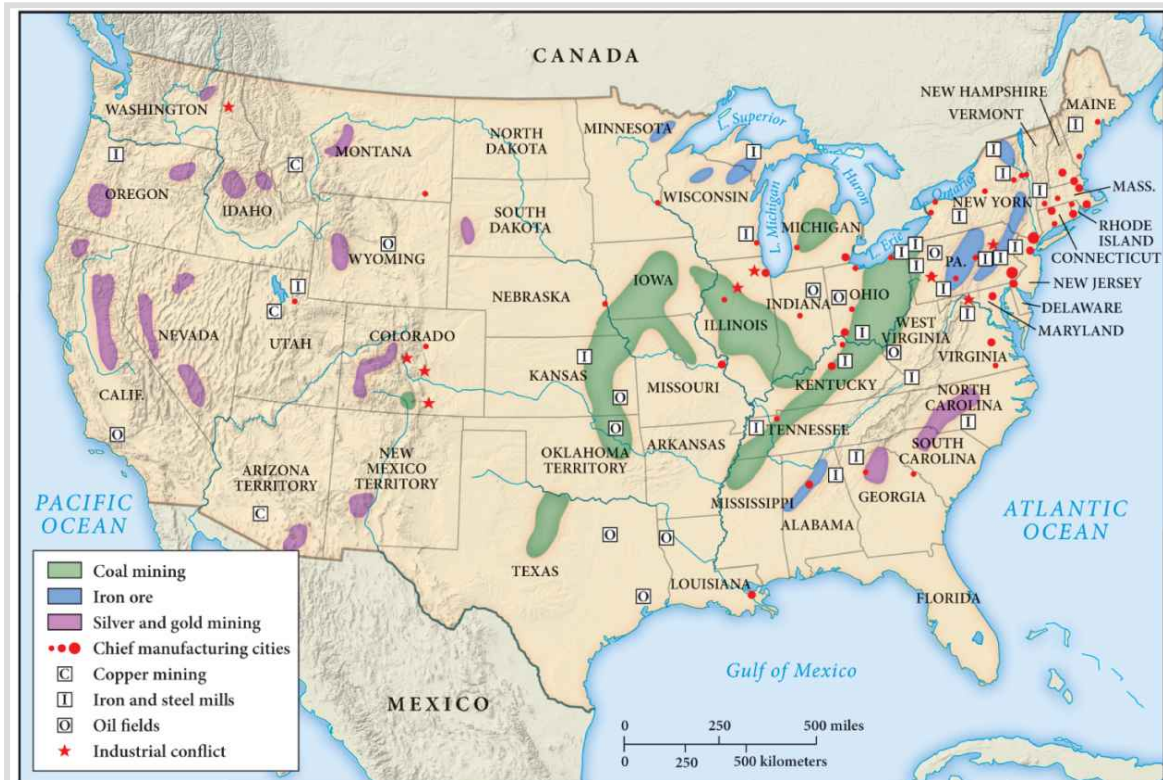 CANADA
WASHINGTON
MONTANA
NORTH
DAKOTA
MINNESOTA
L. Superior
NEW HAMPSHIRE
VERMONT
MAINE
I
I
C
I
I
I
OREGON
IDAHO
SOUTH
DAKOTA
WISCONSIN
L. Michigan
L. Huron
MICHIGAN
L. Ontario
NEW YORK
I
I
MASS.
RHODE
ISLAND
CONNECTICUT
WYOMING
O
I
L. Erie
I
I
I
O
PA.
I
I
I
I
NEW JERSEY
DELAWARE
MARYLAND
I
NEVADA
UTAH
I
C
NEBRASKA
IOWA
ILLINOIS
INDIANA
O
O
OHIO
WEST
VIRGINIA
VIRGINIA
COLORADO
KANSAS
I
MISSOURI
I
I
O
KENTUCKY
I
CALIF.
O
O
O
NORTH
CAROLINA
I
TENNESSEE
I
ARIZONA
TERRITORY
NEW
MEXICO
TERRITORY
OKLAHOMA
TERRITORY
ARKANSAS
SOUTH
CAROLINA
I
I
C
MISSISSIPPI
ALABAMA
GEORGIA
PACIFIC
OCEAN
ATLANTIC
OCEAN
TEXAS
O
O
O
LOUISIANA
FLORIDA
Gulf of Mexico
MEXICO
Coal mining
Iron ore
Silver and gold mining
Chief manufacturing cities
C Copper mining
I Iron and steel mills
O Oil fields
Industrial conflict
0 250 500 miles
0 250 500 kilometers